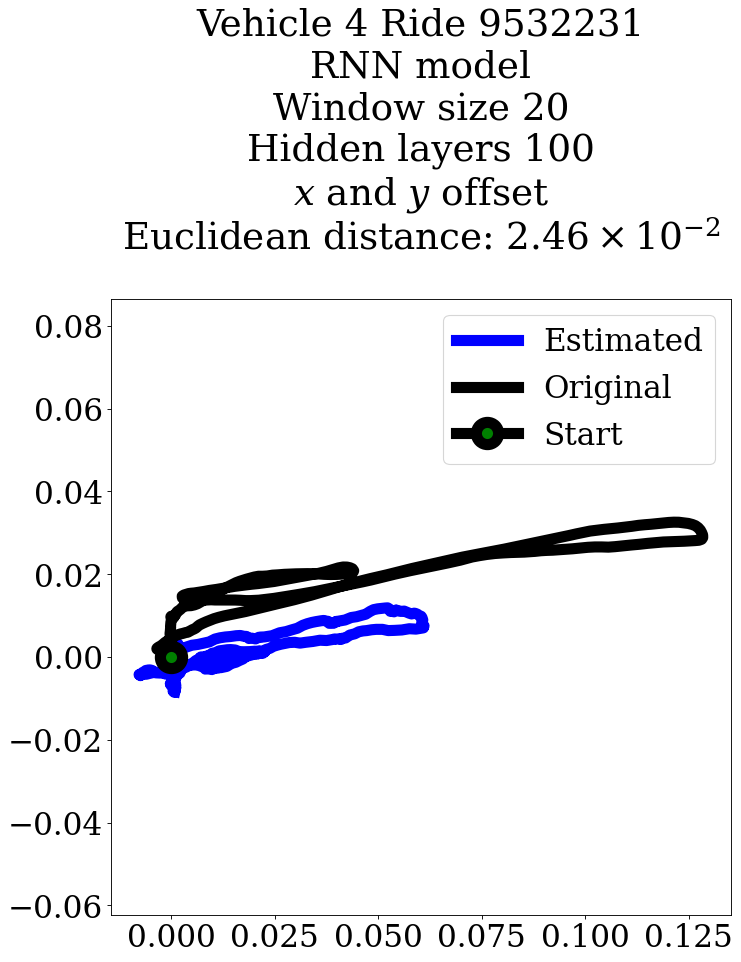 Vehicle 4 Ride 9532231
RNN model
Window size 20
Hidden layers 100
x and y offset
Euclidean distance: 2.46 × 10⁻²
Estimated
Original
Start
0.08
0.06
0.04
0.02
0.00
−0.02
−0.04
−0.06
0.000 0.025 0.050 0.075 0.100 0.125